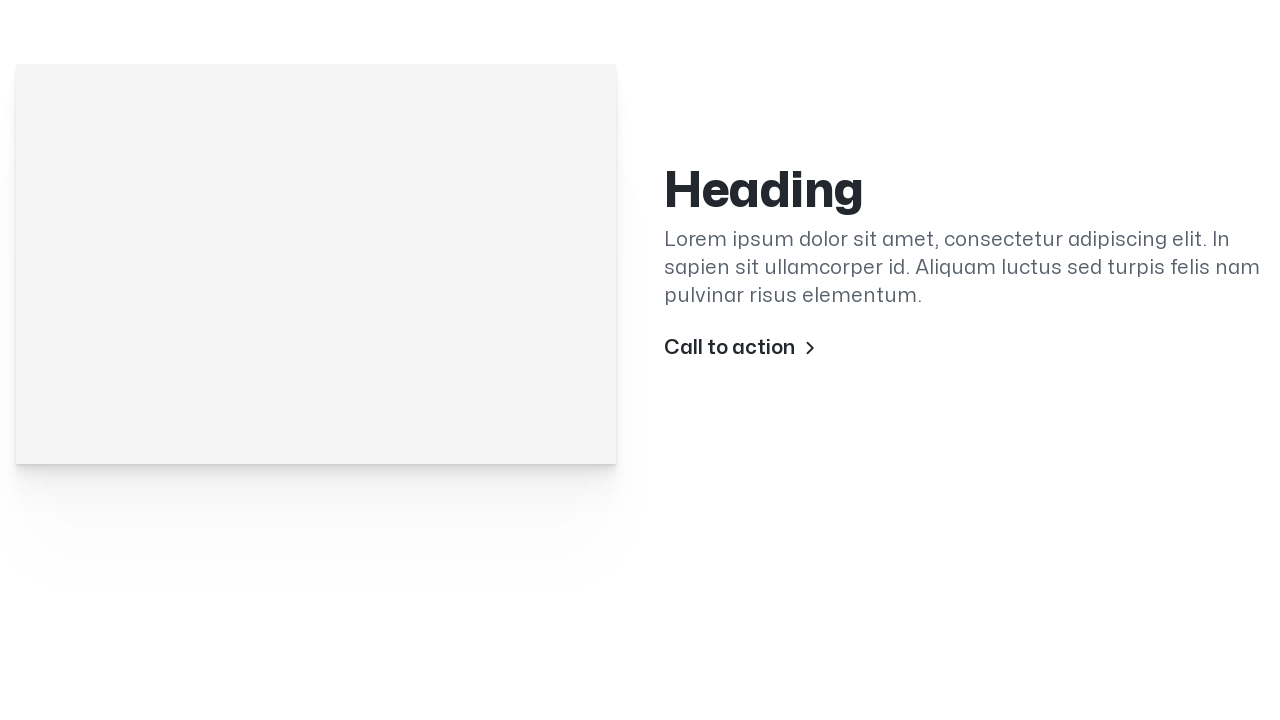 Heading
Lorem ipsum dolor sit amet, consectetur adipiscing elit. In
sapien sit ullamcorper id. Aliquam luctus sed turpis felis nam
pulvinar risus elementum.
Call to action